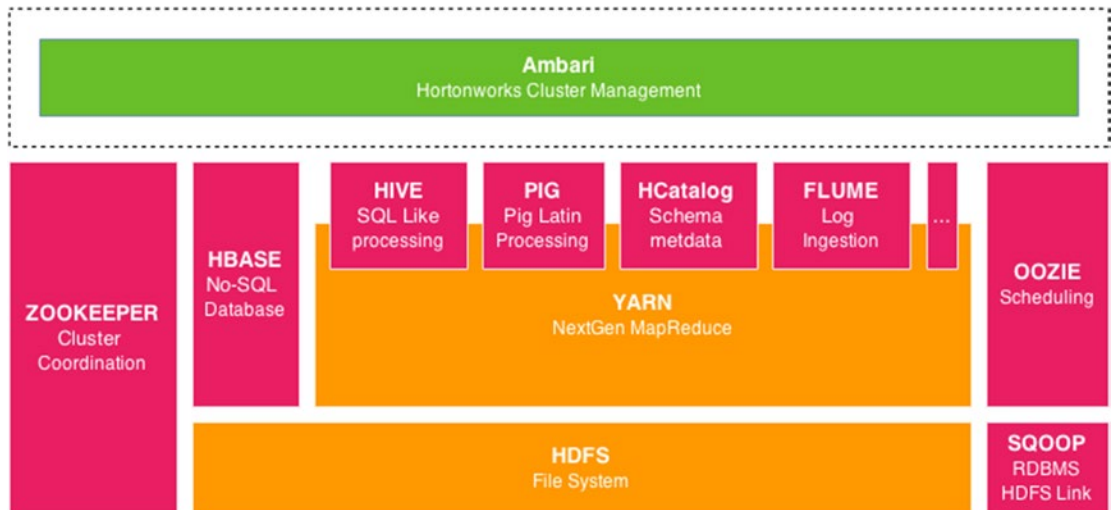 Ambari
Hortonworks Cluster Management
ZOOKEEPER
Cluster
Coordination
HBASE
No-SQL
Database
HIVE
SQL Like
processing
PIG
Pig Latin
Processing
HCatalog
Schema
metdata
FLUME
Log
Ingestion
...
YARN
NextGen MapReduce
OOZIE
Scheduling
HDFS
File System
SQOOP
RDBMS
HDFS Link